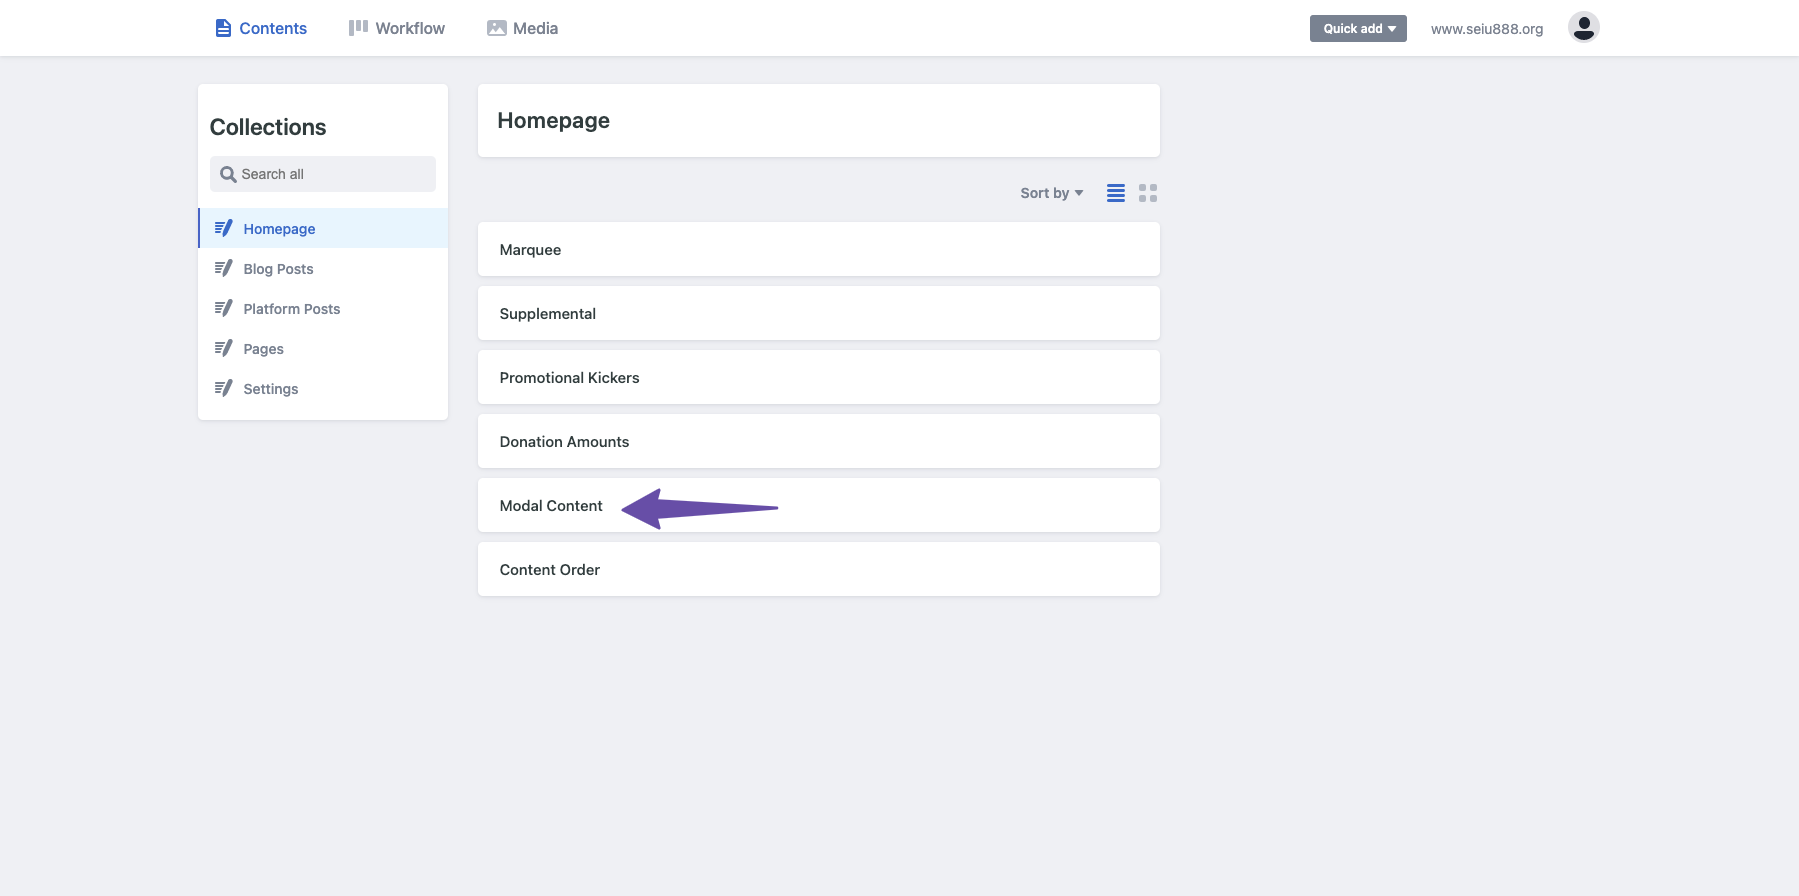 Contents
Workflow
Media
Quick add
www.seiu888.org
Collections
Search all
Homepage
Blog Posts
Platform Posts
Pages
Settings
Homepage
Sort by
Marquee
Supplemental
Promotional Kickers
Donation Amounts
Modal Content
Content Order